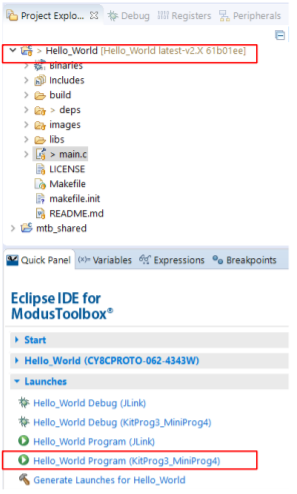 Project Explo...
Debug
Registers
Peripherals
> Hello_World [Hello_World latest-v2.X 61b01ee]
Binaries
Includes
build
> deps
images
libs
> main.c
LICENSE
Makefile
makefile.init
README.md
mtb_shared
Quick Panel
(x)= Variables
Expressions
Breakpoints
Eclipse IDE for
ModusToolbox®
Start
Hello_World (CY8CPROTO-062-4343W)
Launches
Hello_World Debug (JLink)
Hello_World Debug (KitProg3_MiniProg4)
Hello_World Program (JLink)
Hello_World Program (KitProg3_MiniProg4)
Generate Launches for Hello_World